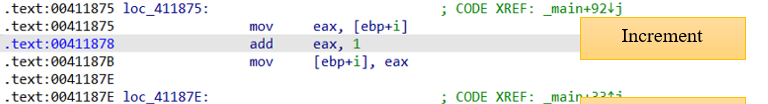 .text:00411875 loc_411875: ; CODE XREF: _main+92↓j
.text:00411875 mov eax, [ebp+i]
.text:00411878 add eax, 1
.text:0041187B mov [ebp+i], eax
.text:0041187E
.text:0041187E loc_41187E: ; CODE XREF: _main+33↑j
Increment